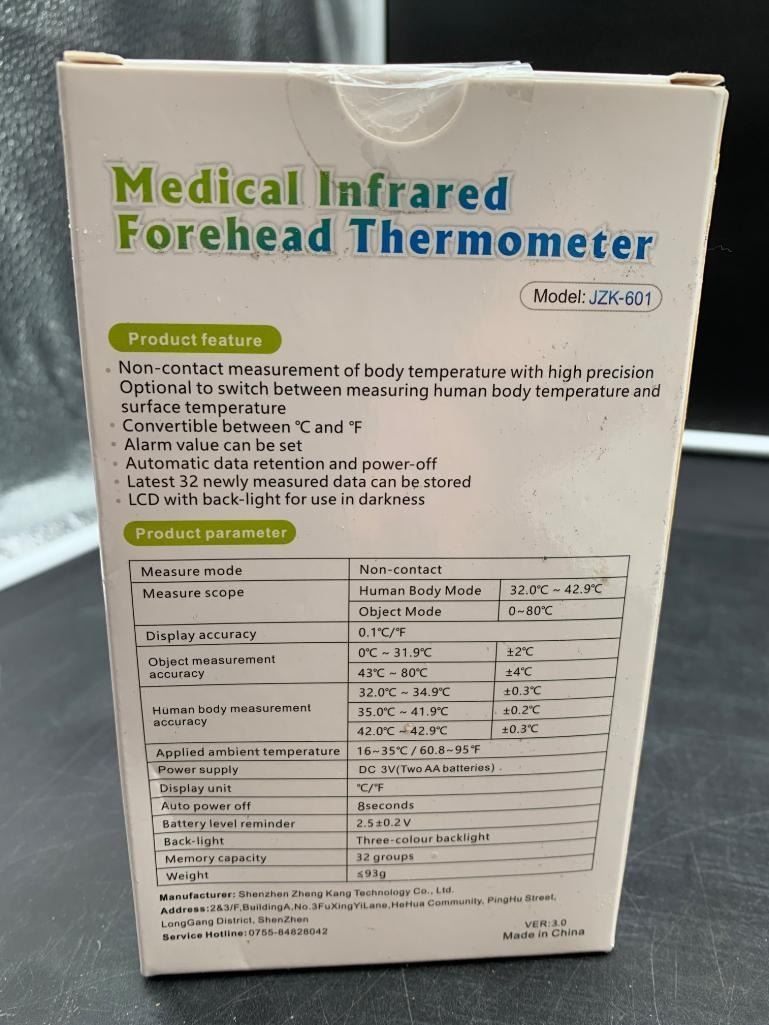 Medical Infrared
Forehead Thermometer
Model: JZK-601
Product feature
• Non-contact measurement of body temperature with high precision
Optional to switch between measuring human body temperature and
surface temperature
• Convertible between ℃ and ℉
• Alarm value can be set
• Automatic data retention and power-off
• Latest 32 newly measured data can be stored
• LCD with back-light for use in darkness
Product parameter
Measure mode Non-contact
Measure scope Human Body Mode 32.0℃ ~ 42.9℃
Object Mode 0~80℃
Display accuracy 0.1℃/℉
Object measurement
accuracy
0℃ ~ 31.9℃ ±2℃
43℃ ~ 80℃ ±4℃
Human body measurement
accuracy
32.0℃ ~ 34.9℃ ±0.3℃
35.0℃ ~ 41.9℃ ±0.2℃
42.0℃ ~ 42.9℃ ±0.3℃
Applied ambient temperature 16~35℃ / 60.8~95℉
Power supply DC 3V(Two AA batteries)
Display unit ℃/℉
Auto power off 8seconds
Battery level reminder 2.5±0.2V
Back-light Three-colour backlight
Memory capacity 32 groups
Weight ≤93g
Manufacturer: Shenzhen Zheng Kang Technology Co., Ltd.
Address:2&3/F,BuildingA,No.3FuXingYiLane,HeHua Community, PingHu Street,
LongGang District, ShenZhen
Service Hotline: 0755-84828042
VER:3.0
Made in China